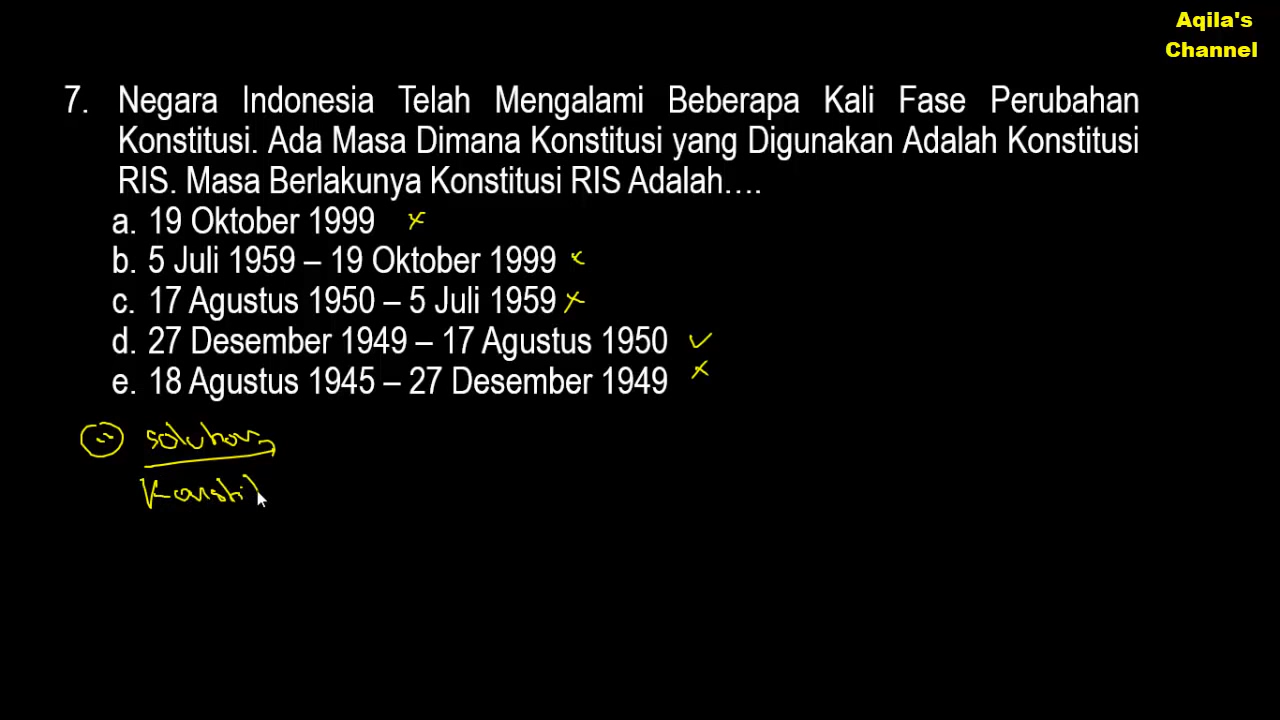 Aqila's
Channel
7. Negara Indonesia Telah Mengalami Beberapa Kali Fase Perubahan
Konstitusi. Ada Masa Dimana Konstitusi yang Digunakan Adalah Konstitusi
RIS. Masa Berlakunya Konstitusi RIS Adalah....
a. 19 Oktober 1999
b. 5 Juli 1959 – 19 Oktober 1999
c. 17 Agustus 1950 – 5 Juli 1959
d. 27 Desember 1949 – 17 Agustus 1950
e. 18 Agustus 1945 – 27 Desember 1949
Konsti